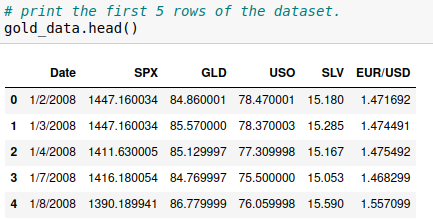 # print the first 5 rows of the dataset.
gold_data.head()
Date SPX GLD USO SLV EUR/USD
0 1/2/2008 1447.160034 84.860001 78.470001 15.180 1.471692
1 1/3/2008 1447.160034 85.570000 78.370003 15.285 1.474491
2 1/4/2008 1411.630005 85.129997 77.309998 15.167 1.475492
3 1/7/2008 1416.180054 84.769997 75.500000 15.053 1.468299
4 1/8/2008 1390.189941 86.779999 76.059998 15.590 1.557099